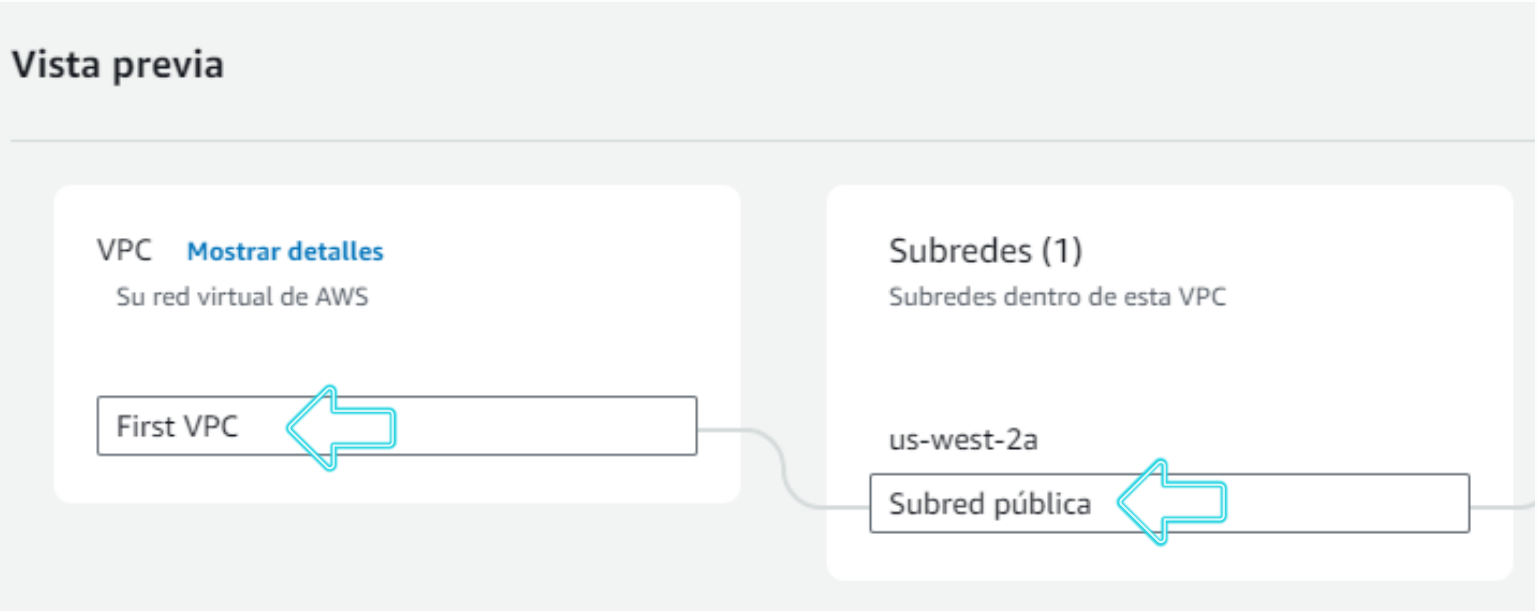 Vista previa
VPC Mostrar detalles
Su red virtual de AWS
First VPC
Subredes (1)
Subredes dentro de esta VPC
us-west-2a
Subred pública